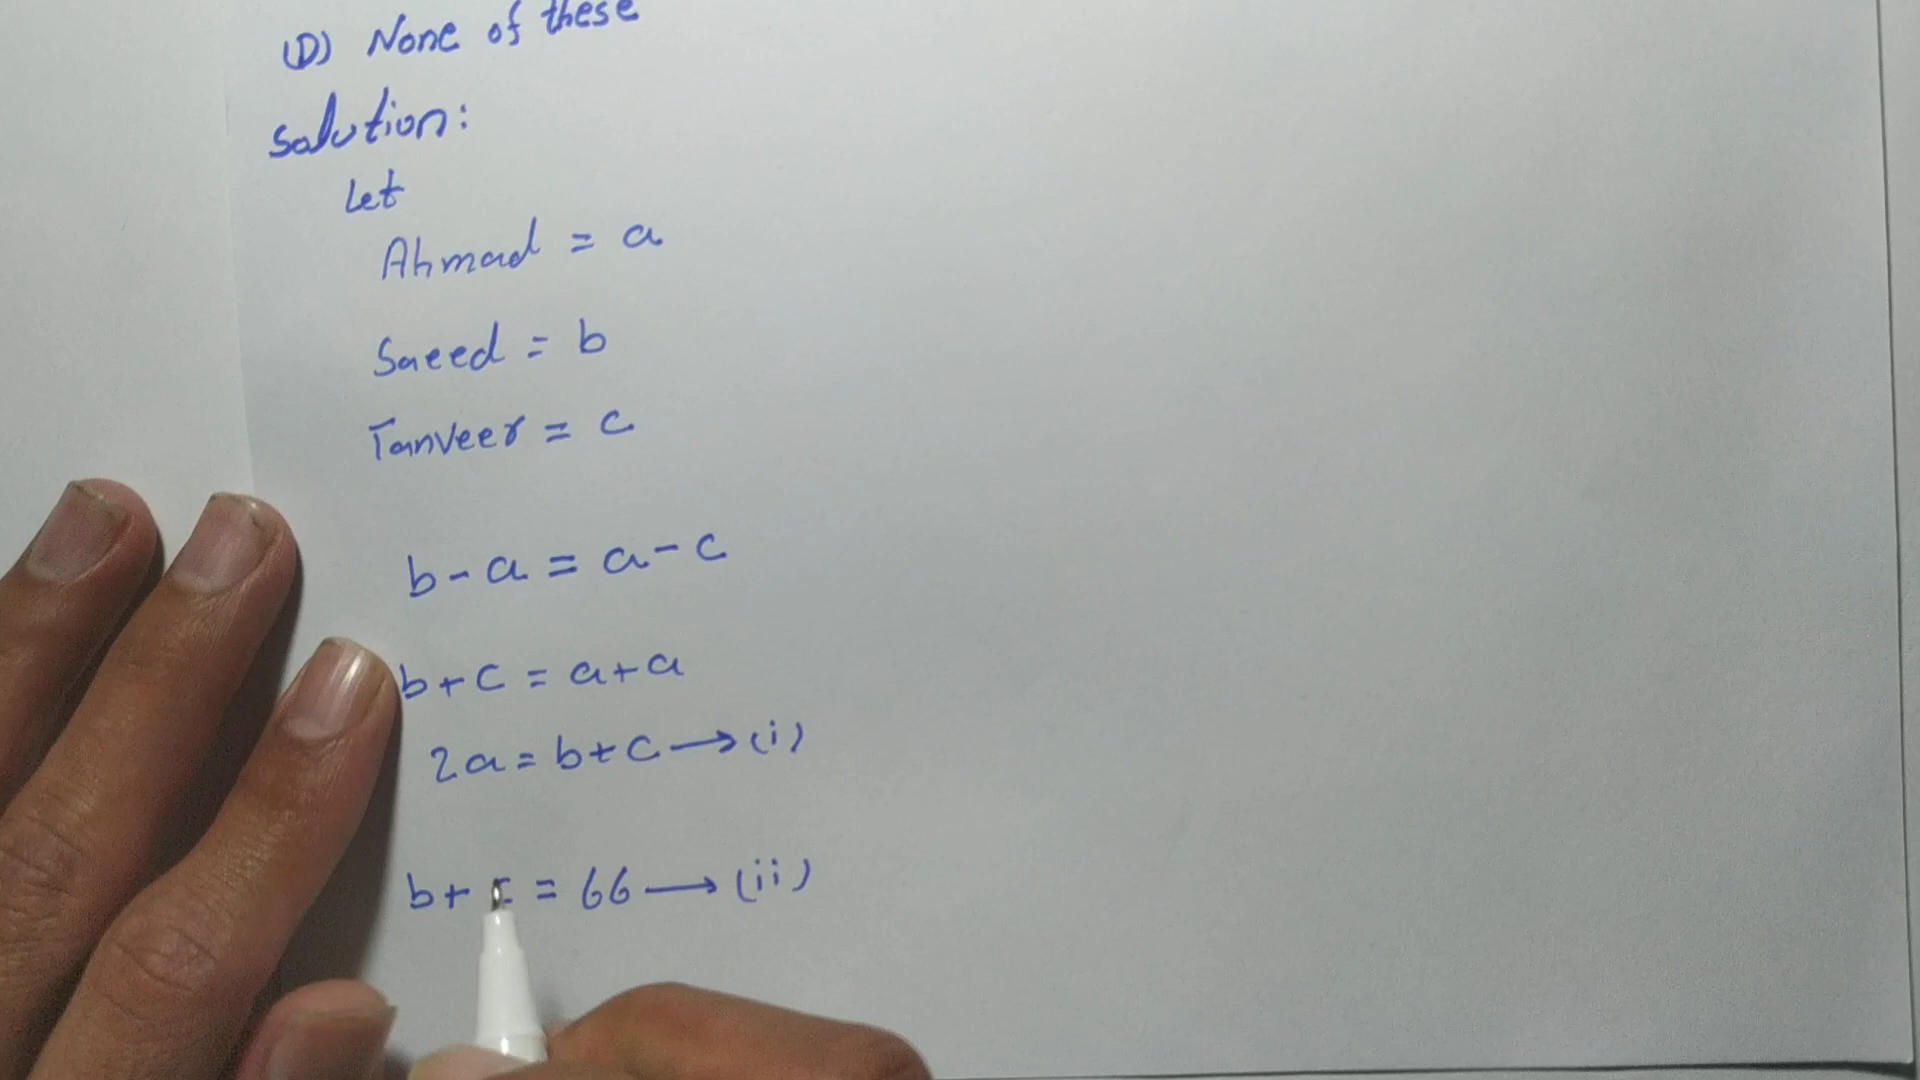 (D) None of these
Solution:
Let
Ahmad = a
Saeed = b
Tanveer = c
b-a = a-c
b+c = a+a
2a = b+c → (i)
b+c = 66 → (ii)